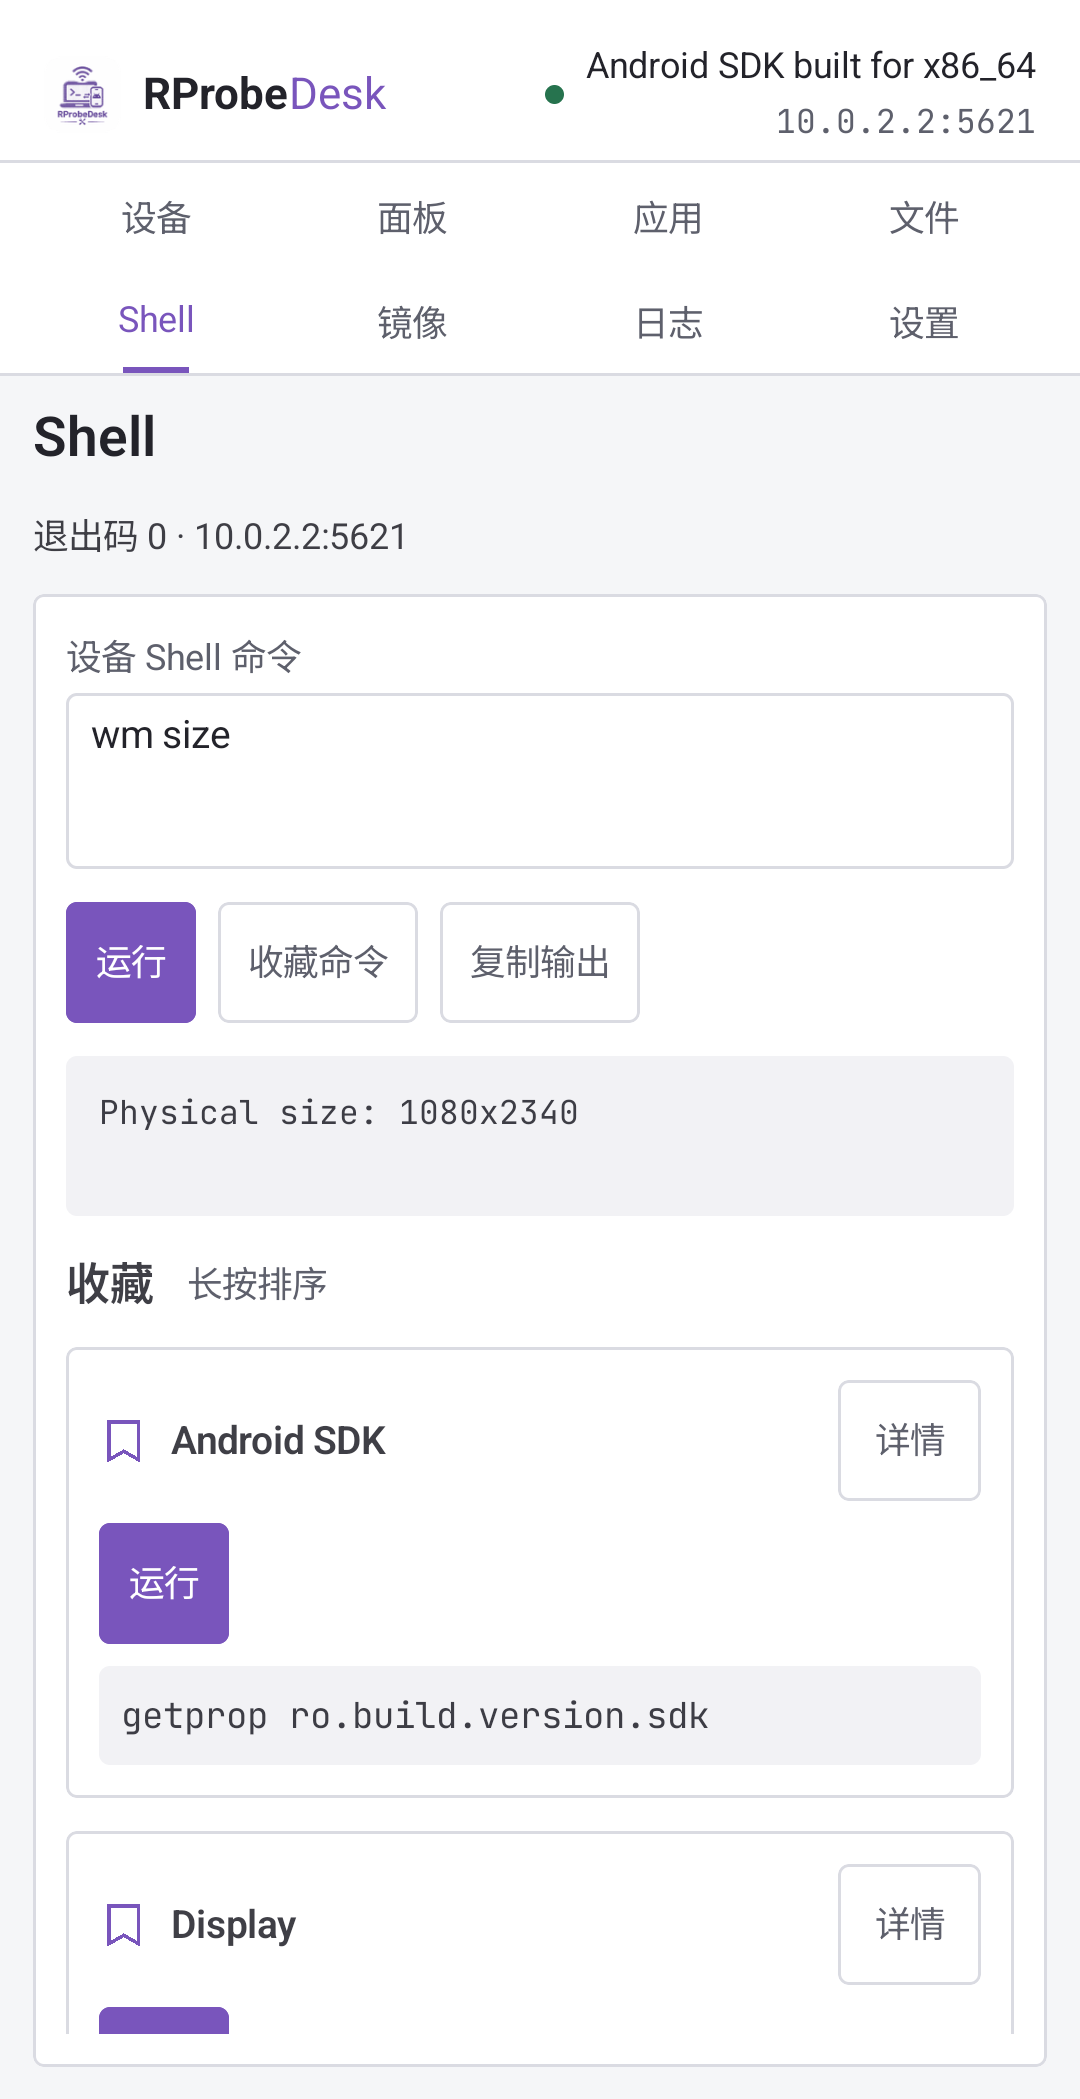 RProbeDesk
RProbeDesk
Android SDK built for x86_64
10.0.2.2:5621
设备 面板 应用 文件
Shell 镜像 日志 设置
Shell
退出码 0 · 10.0.2.2:5621
设备 Shell 命令
wm size
运行 收藏命令 复制输出
Physical size: 1080x2340
收藏 长按排序
Android SDK 详情
运行
getprop ro.build.version.sdk
Display 详情